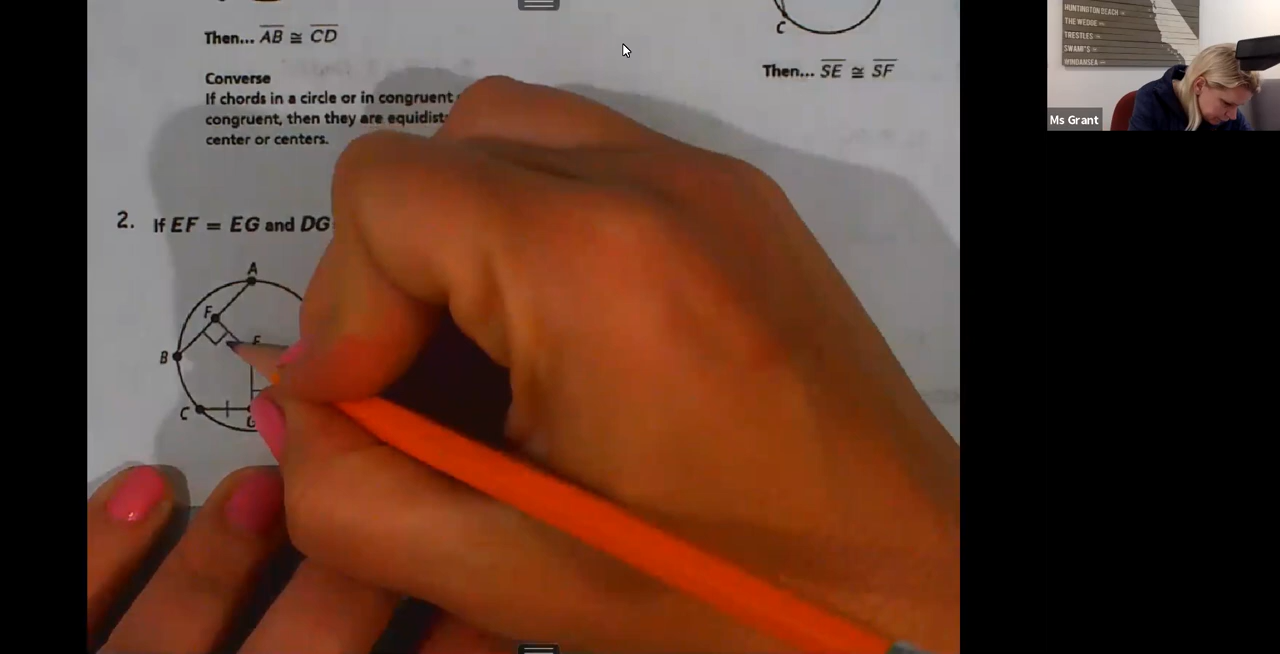 C
Then... AB ≅ CD
Then... SE ≅ SF
Converse
If chords in a circle or in congruent
congruent, then they are equidist
center or centers.
2. If EF = EG and DG
A
F
E
B
C
G
HUNTINGTON BEACH
THE WEDGE
TRESTLES
SWAMI'S
WINDANSEA
Ms Grant